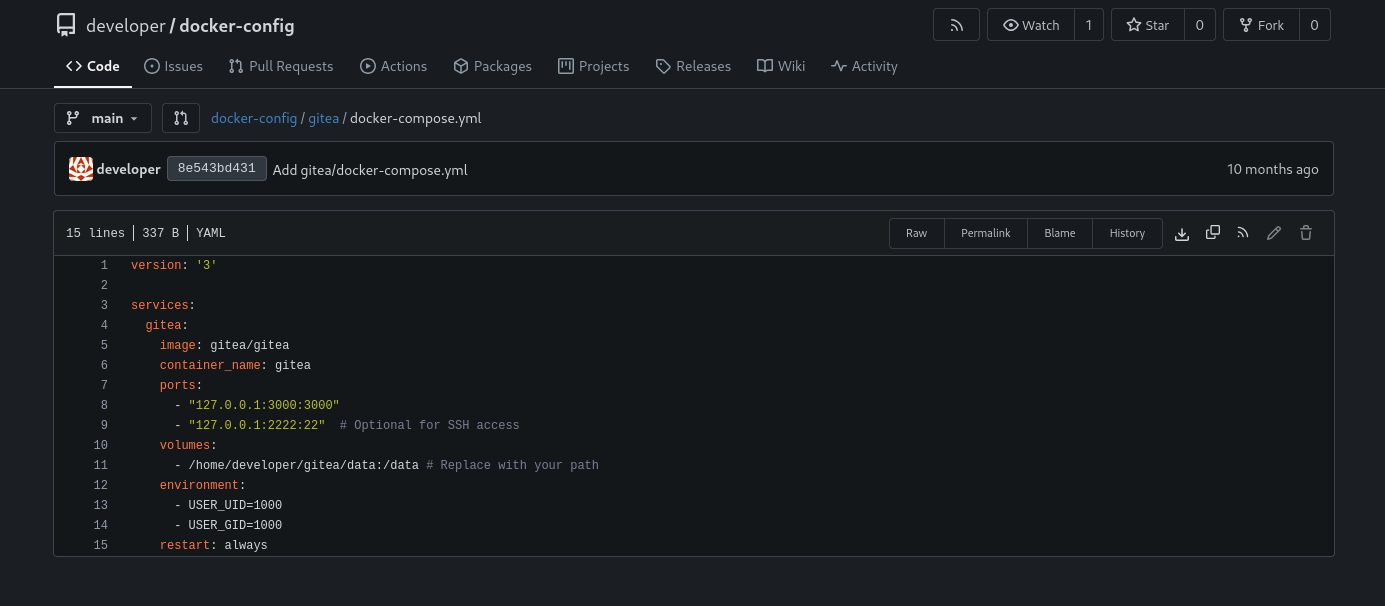 developer / docker-config
Watch 1 Star 0 Fork 0
Code Issues Pull Requests Actions Packages Projects Releases Wiki Activity
main docker-config / gitea / docker-compose.yml
developer 8e543bd431 Add gitea/docker-compose.yml 10 months ago
15 lines 337 B YAML Raw Permalink Blame History
1 version: '3'
2
3 services:
4   gitea:
5     image: gitea/gitea
6     container_name: gitea
7     ports:
8       - "127.0.0.1:3000:3000"
9       - "127.0.0.1:2222:22"  # Optional for SSH access
10     volumes:
11       - /home/developer/gitea/data:/data # Replace with your path
12     environment:
13       - USER_UID=1000
14       - USER_GID=1000
15     restart: always